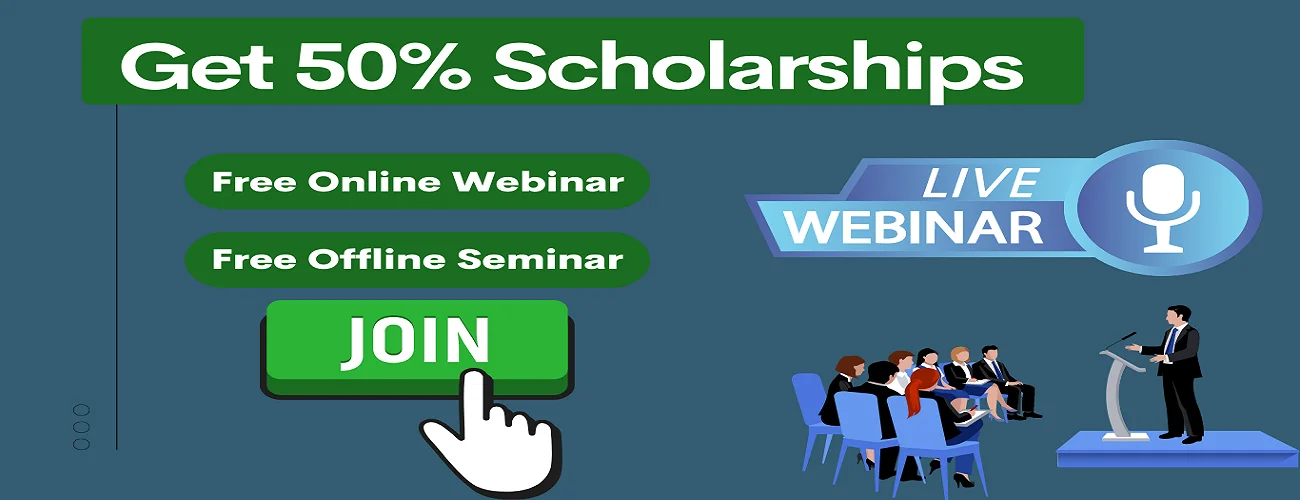 Get 50% Scholarships
Free Online Webinar
Free Offline Seminar
JOIN
LIVE
WEBINAR